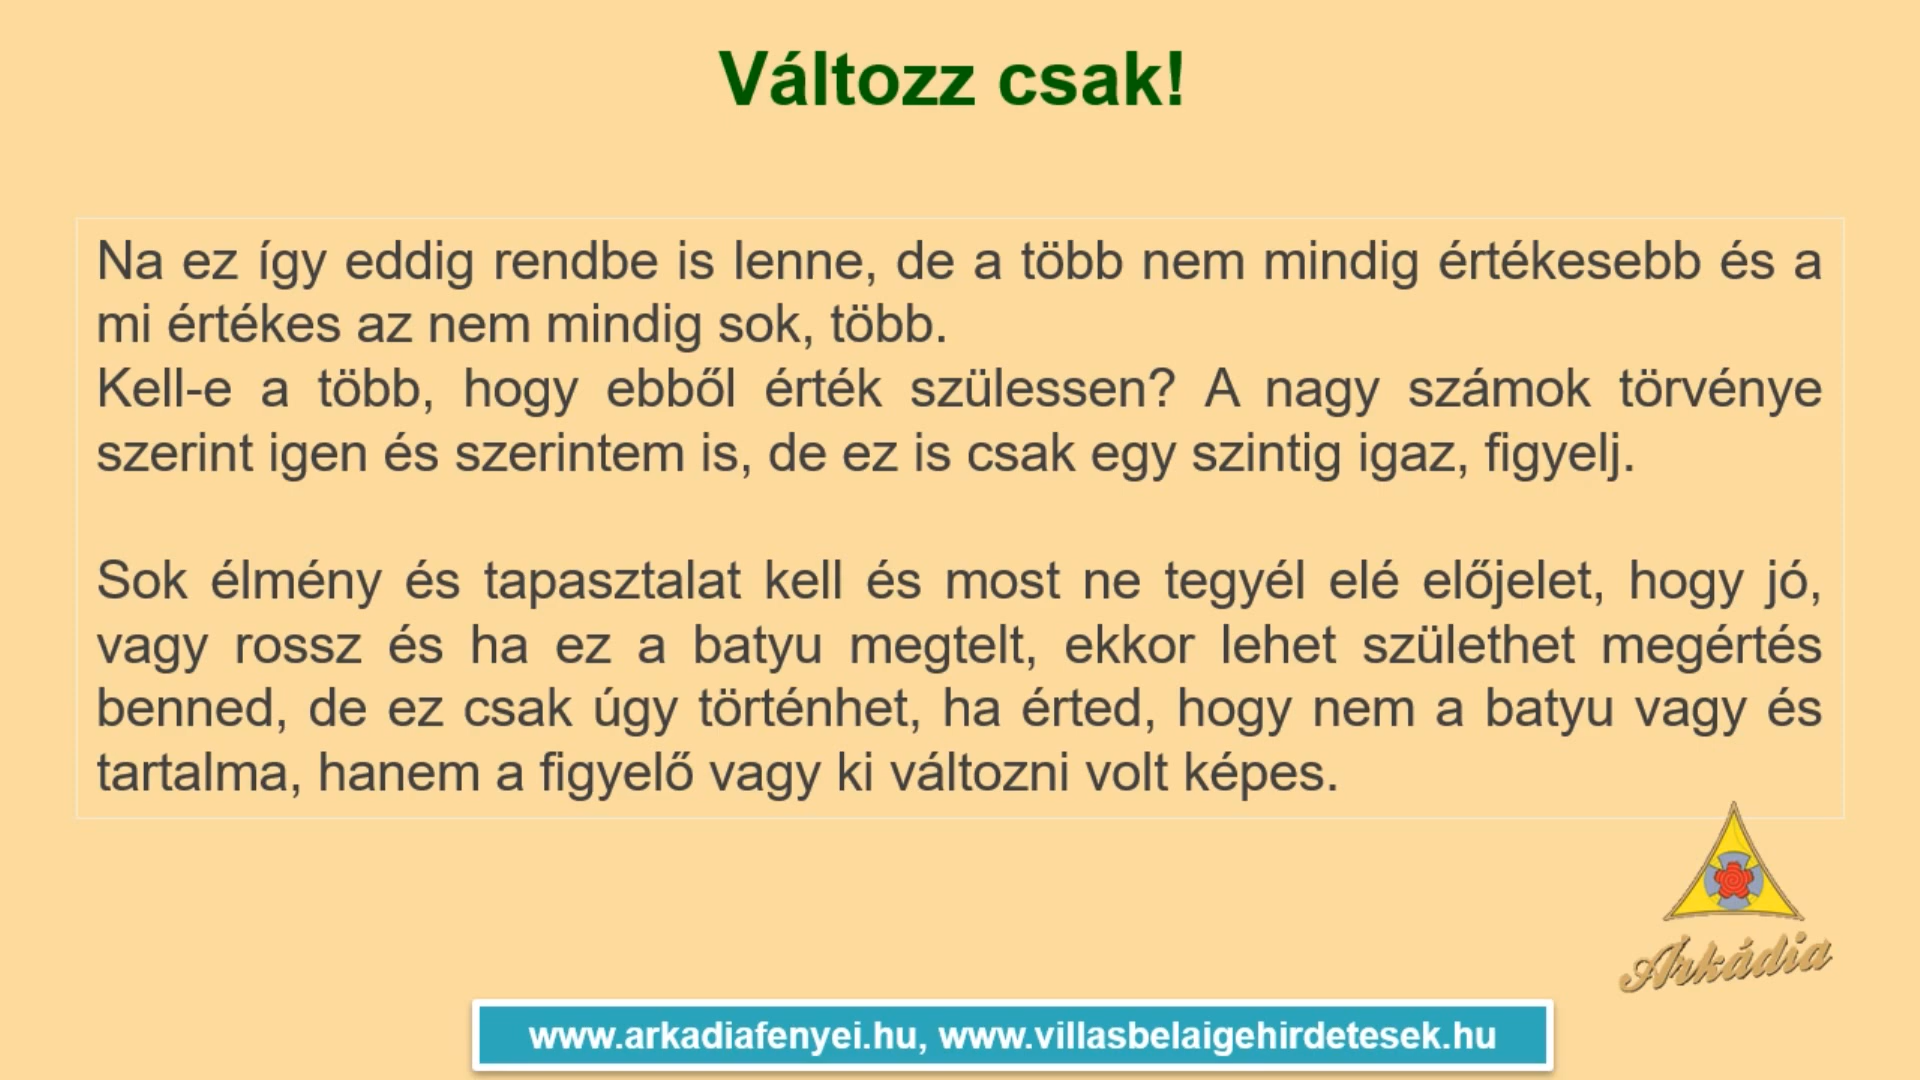 Változz csak!
Na ez így eddig rendbe is lenne, de a több nem mindig értékesebb és a
mi értékes az nem mindig sok, több.
Kell-e a több, hogy ebből érték szülessen? A nagy számok törvénye
szerint igen és szerintem is, de ez is csak egy szintig igaz, figyelj.
Sok élmény és tapasztalat kell és most ne tegyél elé előjelet, hogy jó,
vagy rossz és ha ez a batyu megtelt, ekkor lehet születhet megértés
benned, de ez csak úgy történhet, ha érted, hogy nem a batyu vagy és
tartalma, hanem a figyelő vagy ki változni volt képes.
Arkádia
www.arkadiafenyei.hu, www.villasbelaigehirdetesek.hu